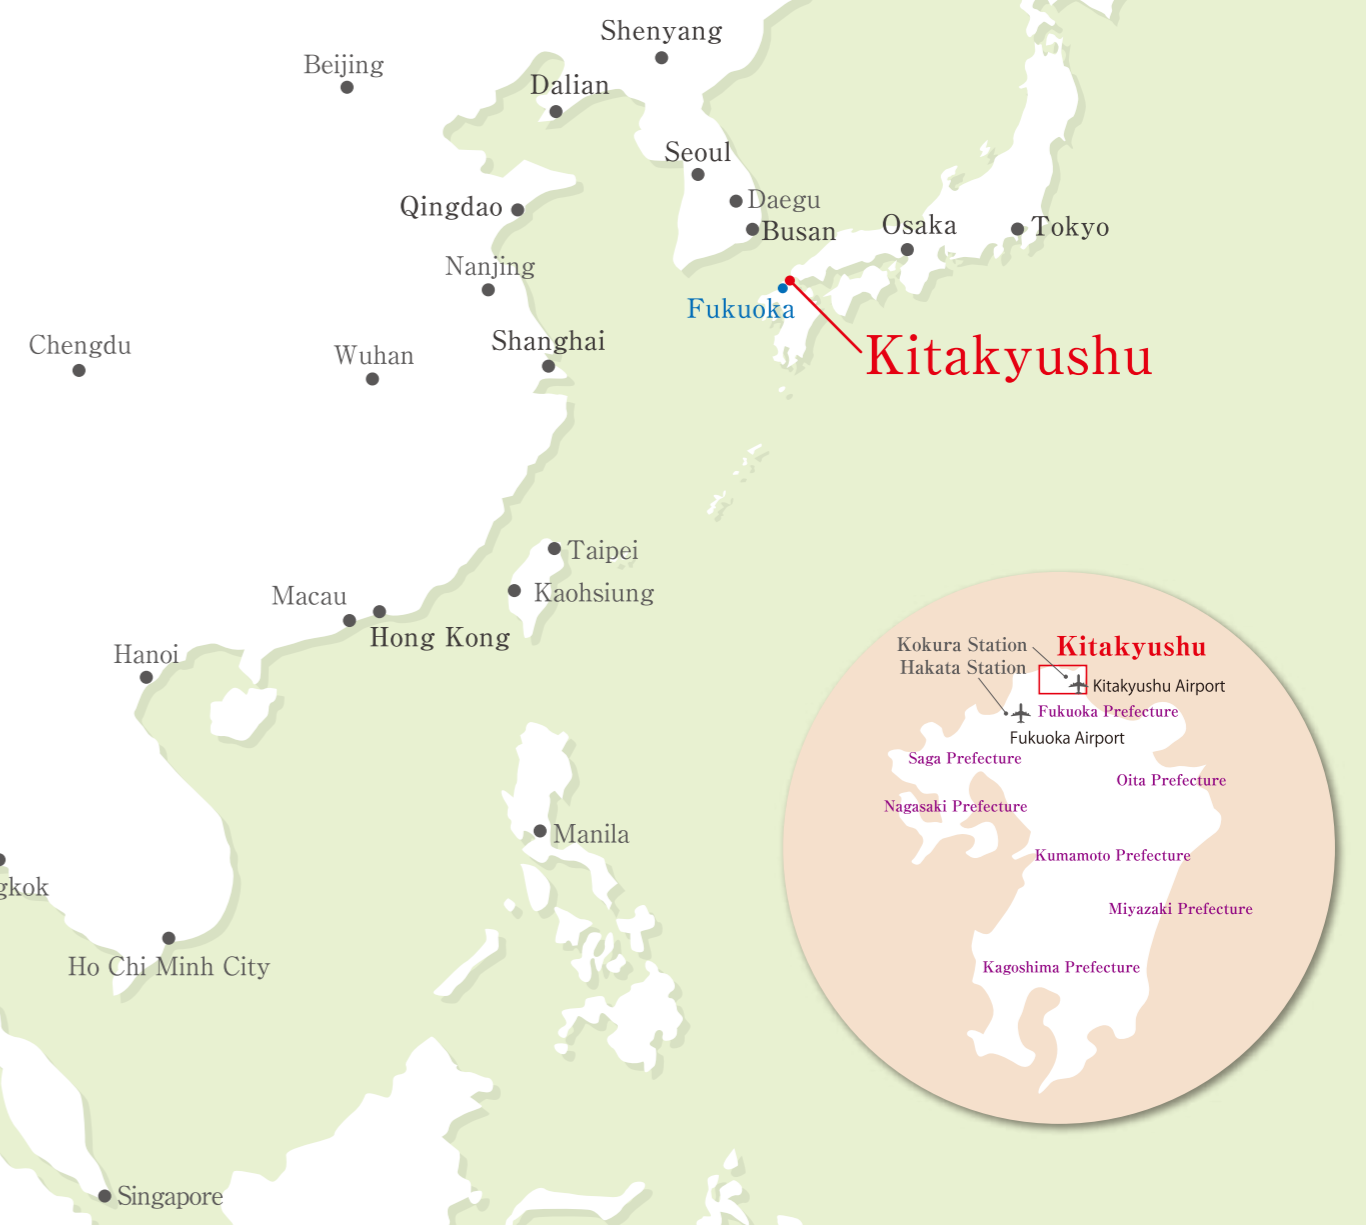 Shenyang
Beijing
Dalian
Seoul
Qingdao
Daegu
Busan
Osaka
Tokyo
Nanjing
Fukuoka
Chengdu
Wuhan
Shanghai
Kitakyushu
Taipei
Macau
Kaohsiung
Hong Kong
Hanoi
Kokura Station
Kitakyushu
Hakata Station
Kitakyushu Airport
Fukuoka Prefecture
Fukuoka Airport
Saga Prefecture
Oita Prefecture
Nagasaki Prefecture
Manila
Kumamoto Prefecture
gkok
Miyazaki Prefecture
Ho Chi Minh City
Kagoshima Prefecture
Singapore